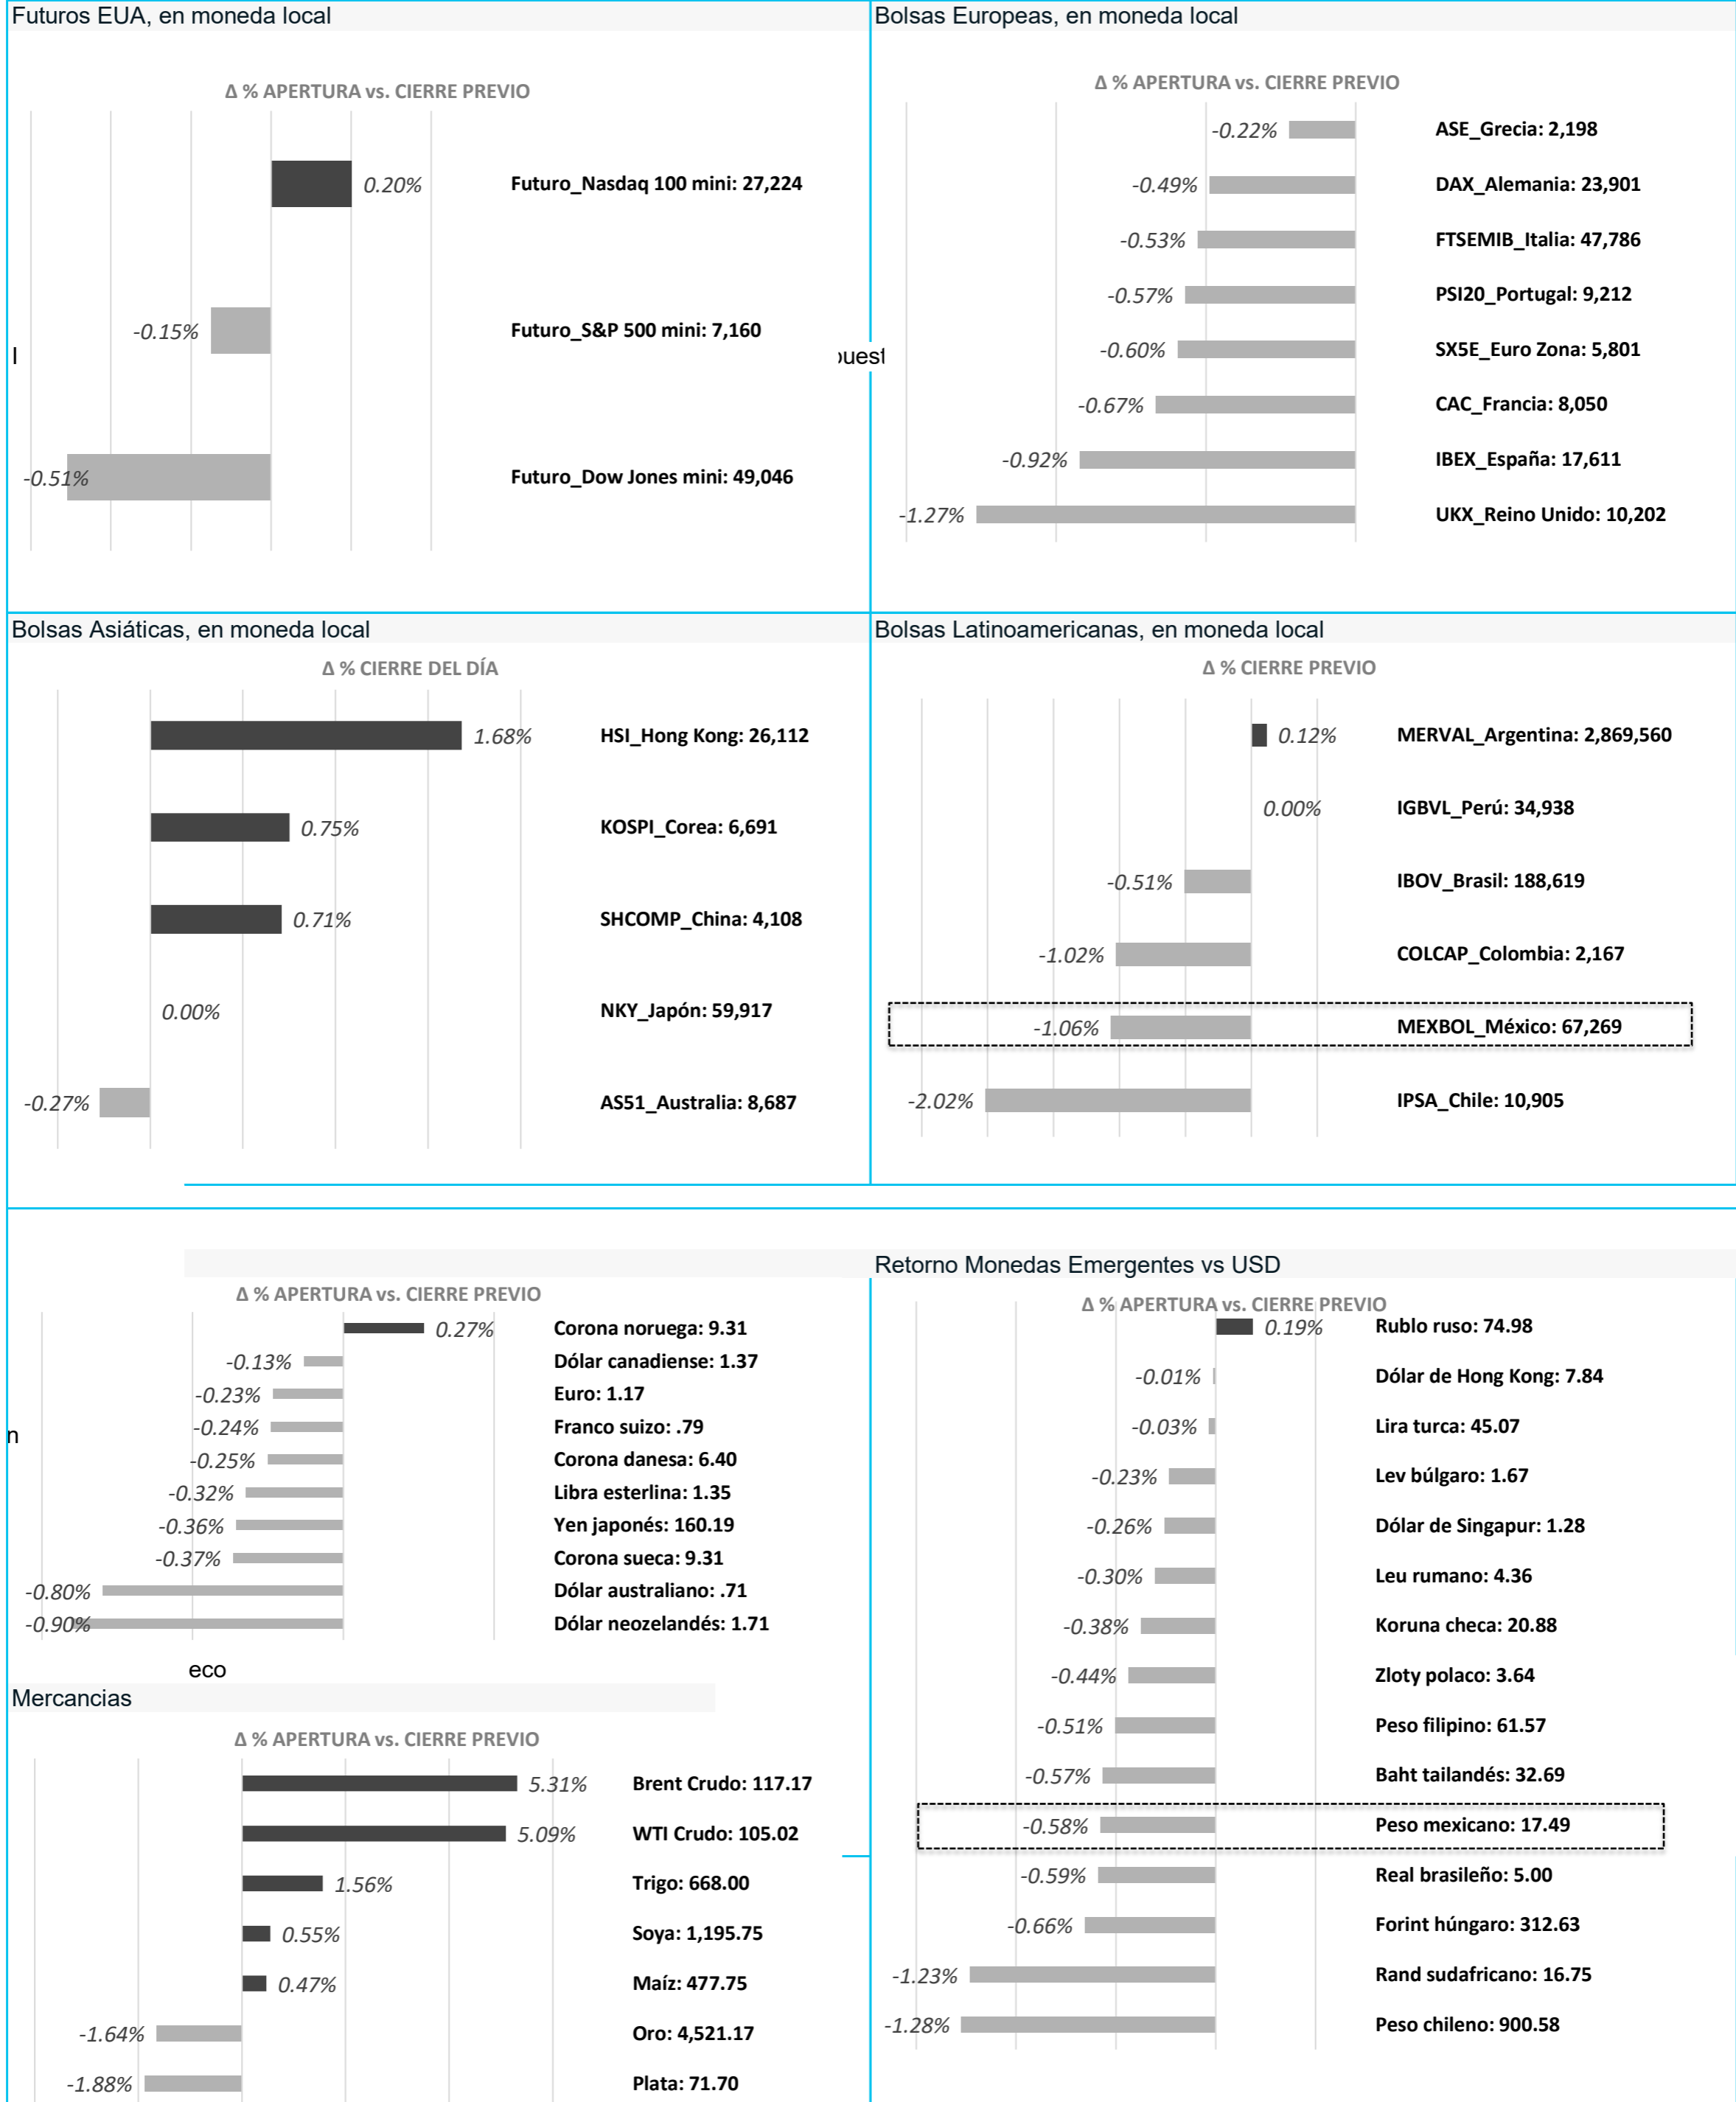 Futuros EUA, en moneda local
Δ % APERTURA vs. CIERRE PREVIO
0.20% Futuro_Nasdaq 100 mini: 27,224
-0.15% Futuro_S&P 500 mini: 7,160
-0.51% Futuro_Dow Jones mini: 49,046
Bolsas Europeas, en moneda local
Δ % APERTURA vs. CIERRE PREVIO
-0.22% ASE_Grecia: 2,198
-0.49% DAX_Alemania: 23,901
-0.53% FTSEMIB_Italia: 47,786
-0.57% PSI20_Portugal: 9,212
-0.60% SX5E_Euro Zona: 5,801
-0.67% CAC_Francia: 8,050
-0.92% IBEX_España: 17,611
-1.27% UKX_Reino Unido: 10,202
Bolsas Asiáticas, en moneda local
Δ % CIERRE DEL DÍA
1.68% HSI_Hong Kong: 26,112
0.75% KOSPI_Corea: 6,691
0.71% SHCOMP_China: 4,108
0.00% NKY_Japón: 59,917
-0.27% AS51_Australia: 8,687
Bolsas Latinoamericanas, en moneda local
Δ % CIERRE PREVIO
0.12% MERVAL_Argentina: 2,869,560
0.00% IGBVL_Perú: 34,938
-0.51% IBOV_Brasil: 188,619
-1.02% COLCAP_Colombia: 2,167
-1.06% MEXBOL_México: 67,269
-2.02% IPSA_Chile: 10,905
Δ % APERTURA vs. CIERRE PREVIO
0.27% Corona noruega: 9.31
-0.13% Dólar canadiense: 1.37
-0.23% Euro: 1.17
-0.24% Franco suizo: .79
n
-0.25% Corona danesa: 6.40
-0.32% Libra esterlina: 1.35
-0.36% Yen japonés: 160.19
-0.37% Corona sueca: 9.31
-0.80% Dólar australiano: .71
-0.90% Dólar neozelandés: 1.71
eco
Mercancias
Δ % APERTURA vs. CIERRE PREVIO
5.31% Brent Crudo: 117.17
5.09% WTI Crudo: 105.02
1.56% Trigo: 668.00
0.55% Soya: 1,195.75
0.47% Maíz: 477.75
-1.64% Oro: 4,521.17
-1.88% Plata: 71.70
Retorno Monedas Emergentes vs USD
Δ % APERTURA vs. CIERRE PREVIO
0.19% Rublo ruso: 74.98
-0.01% Dólar de Hong Kong: 7.84
-0.03% Lira turca: 45.07
-0.23% Lev búlgaro: 1.67
-0.26% Dólar de Singapur: 1.28
-0.30% Leu rumano: 4.36
-0.38% Koruna checa: 20.88
-0.44% Zloty polaco: 3.64
-0.51% Peso filipino: 61.57
-0.57% Baht tailandés: 32.69
-0.58% Peso mexicano: 17.49
-0.59% Real brasileño: 5.00
-0.66% Forint húngaro: 312.63
-1.23% Rand sudafricano: 16.75
-1.28% Peso chileno: 900.58